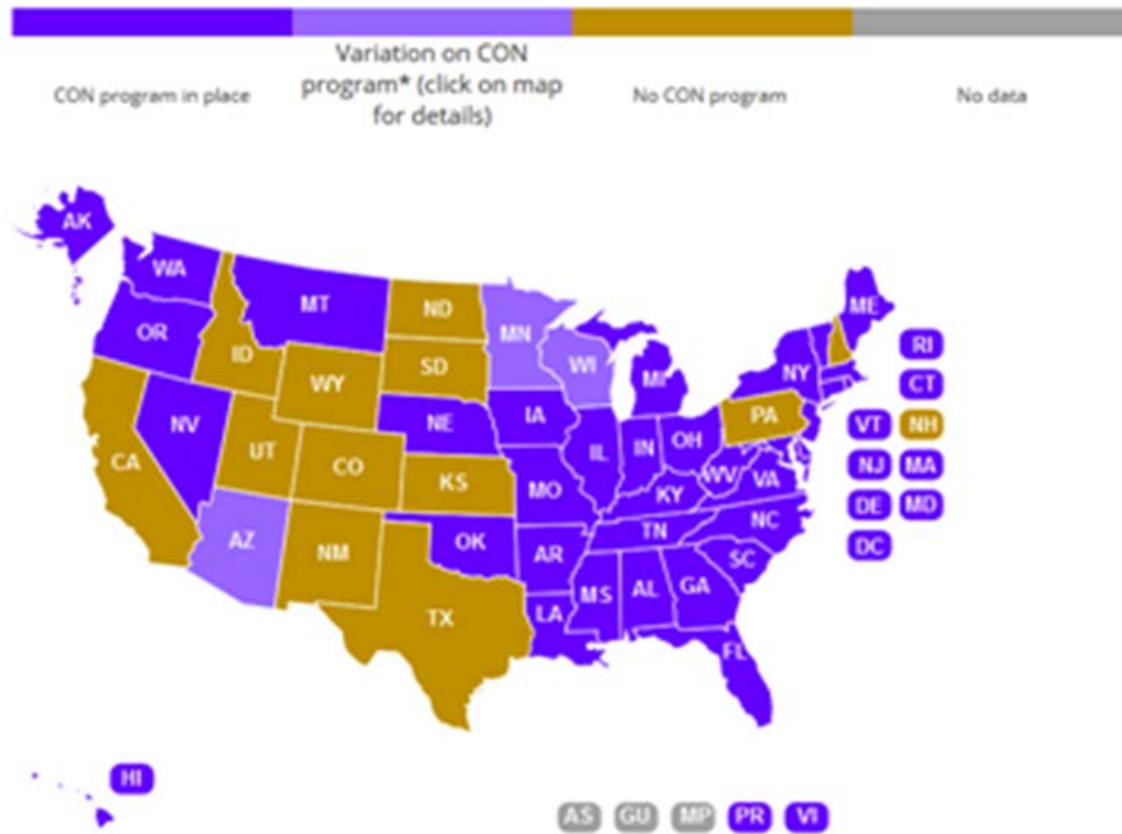 Variation on CON
CON program in place
program* (click on map
for details)
No CON program
No data
AK
WA
MT
ND
MN
ME
OR
ID
SD
WI
RI
WY
MI
NY
CT
NV
NE
IA
PA
VT
NH
CA
UT
CO
KS
IL
IN
OH
NJ
MA
MO
WV
VA
KY
DE
MD
AZ
NM
OK
AR
TN
NC
DC
SC
TX
LA
MS
AL
GA
FL
HI
AS
GU
MP
PR
VI